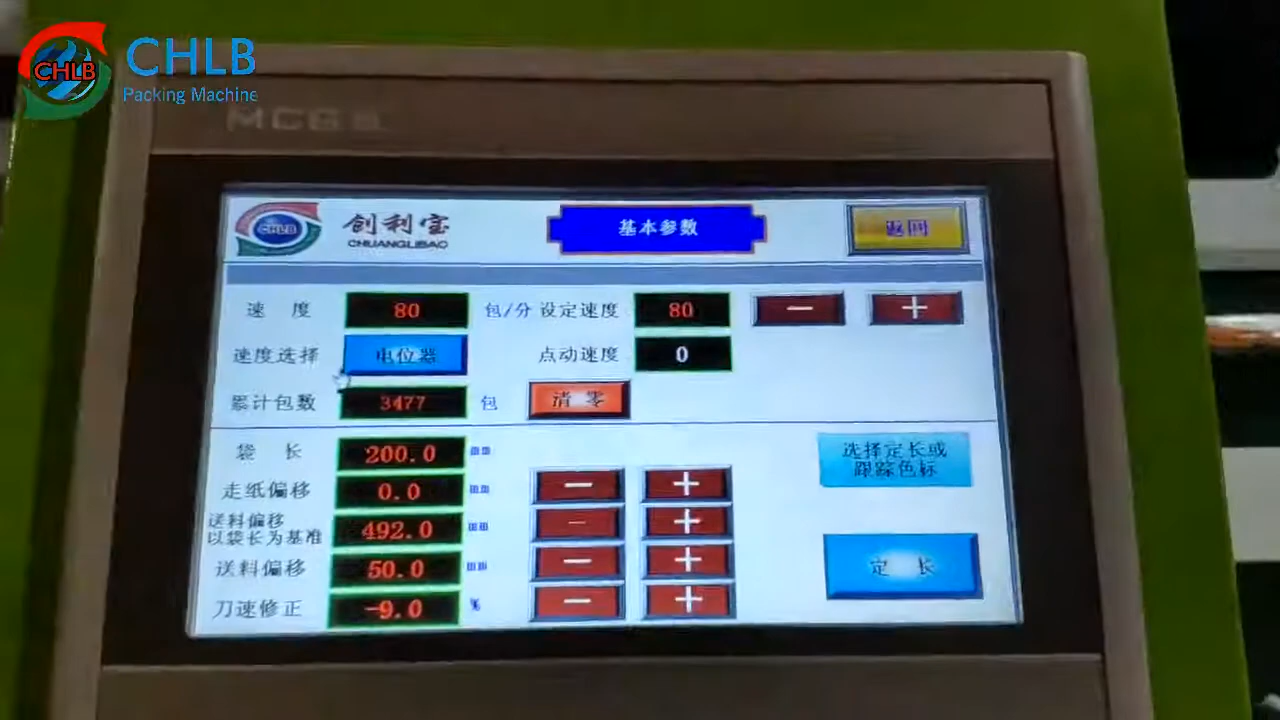 CHLB
CHLB
Packing Machine
MCGS
CHLB
创利宝
CHUANGLIBAO
基本参数
返回
速 度 80 包/分 设定速度 80 － ＋
速度选择 电位器 点动速度 0
累计包数 3477 包 清 零
袋 长 200.0 mm
选择定长或
跟踪色标
走纸偏移 0.0 mm － ＋
送料偏移
以袋长为基准 492.0 mm － ＋
送料偏移 50.0 mm － ＋
定 长
刀速修正 -9.0 % － ＋